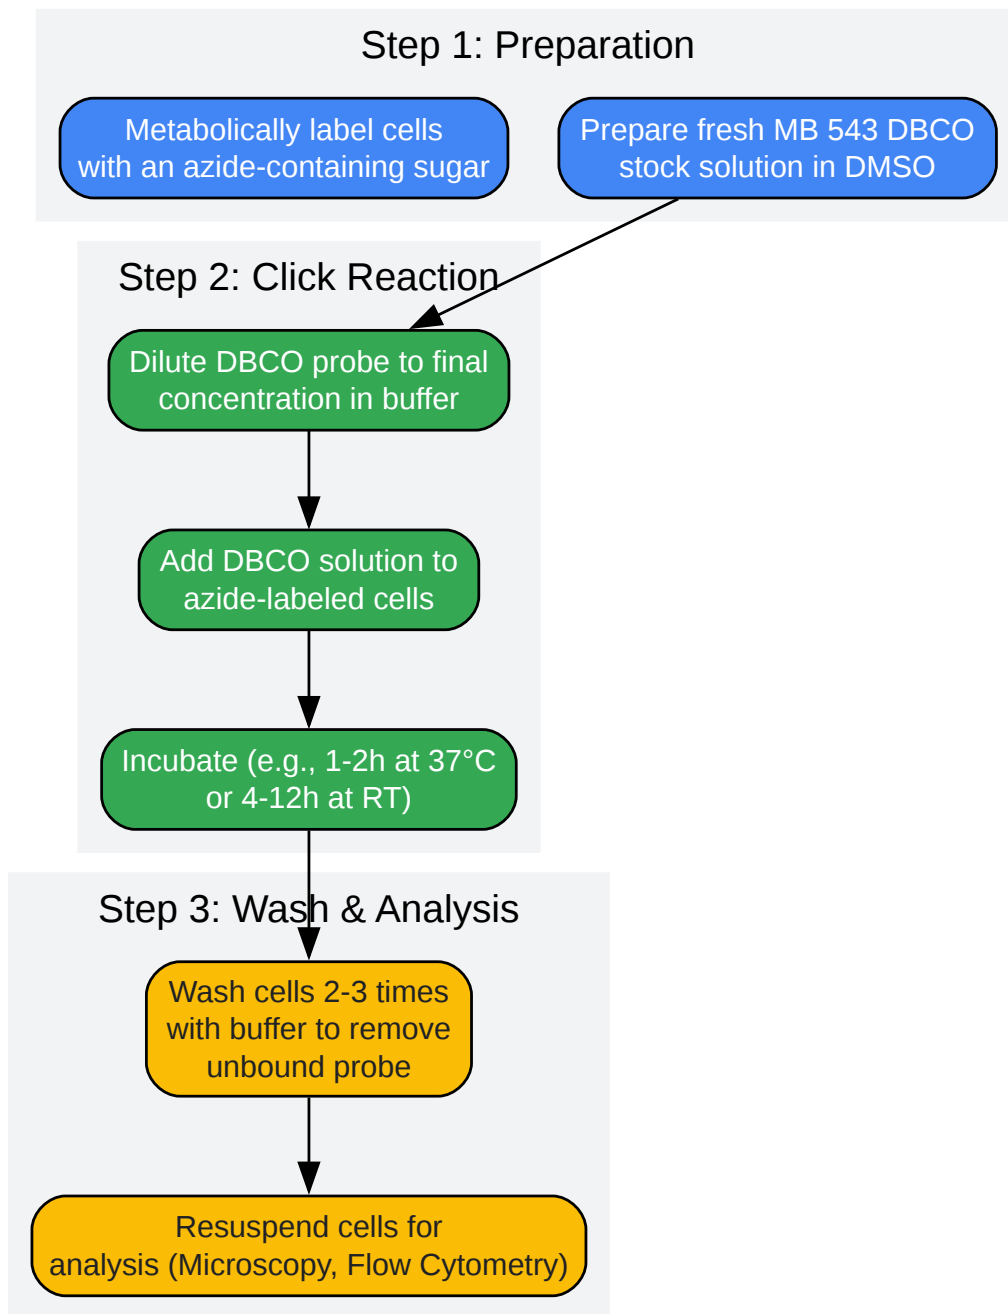 Step 1: Preparation
Metabolically label cells
with an azide-containing sugar
Prepare fresh MB 543 DBCO
stock solution in DMSO
Step 2: Click Reaction
Dilute DBCO probe to final
concentration in buffer
Add DBCO solution to
azide-labeled cells
Incubate (e.g., 1-2h at 37°C
or 4-12h at RT)
Step 3: Wash & Analysis
Wash cells 2-3 times
with buffer to remove
unbound probe
Resuspend cells for
analysis (Microscopy, Flow Cytometry)